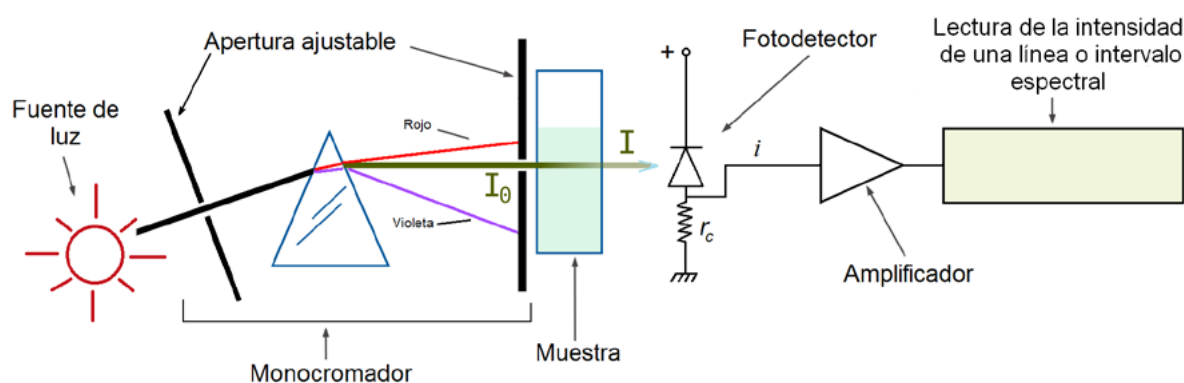 Fuente de
luz
Apertura ajustable
Rojo
Violeta
I₀
I
Monocromador
Muestra
+
Fotodetector
i
r_c
Amplificador
Lectura de la intensidad
de una línea o intervalo
espectral